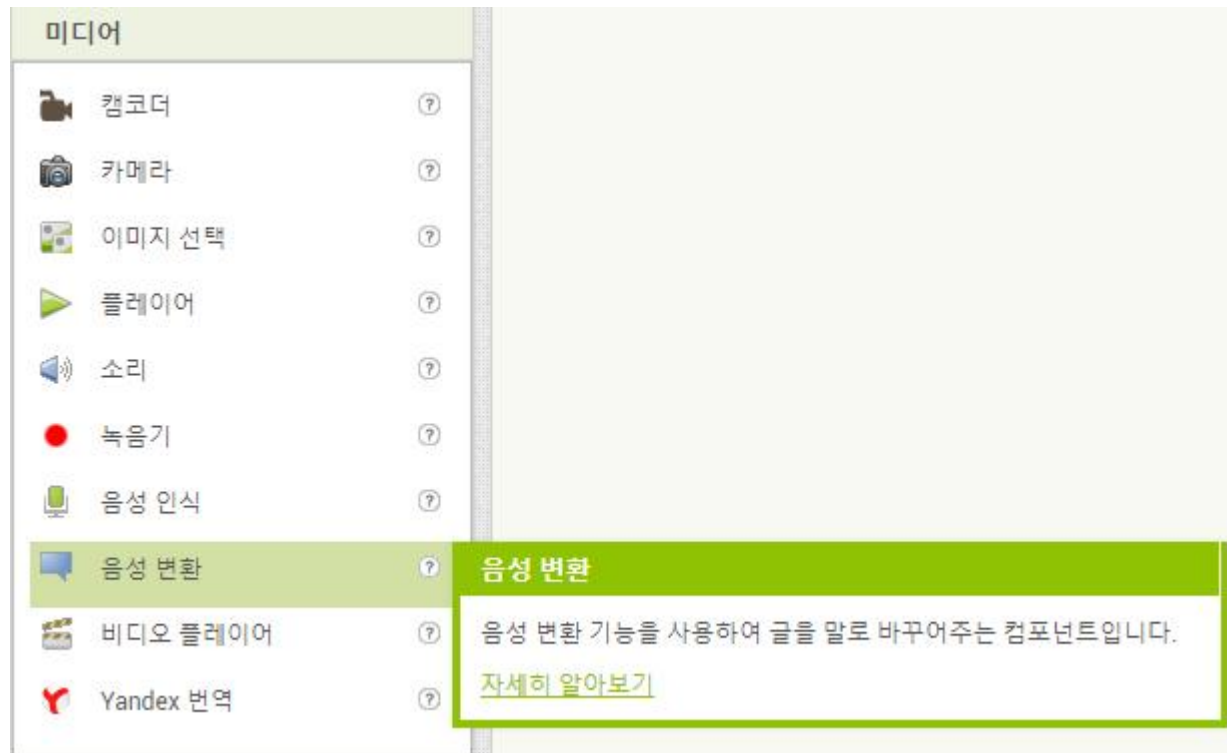 미디어
캠코더
카메라
이미지 선택
플레이어
소리
녹음기
음성 인식
음성 변환
비디오 플레이어
Yandex 번역
음성 변환
음성 변환 기능을 사용하여 글을 말로 바꾸어주는 컴포넌트입니다.
자세히 알아보기